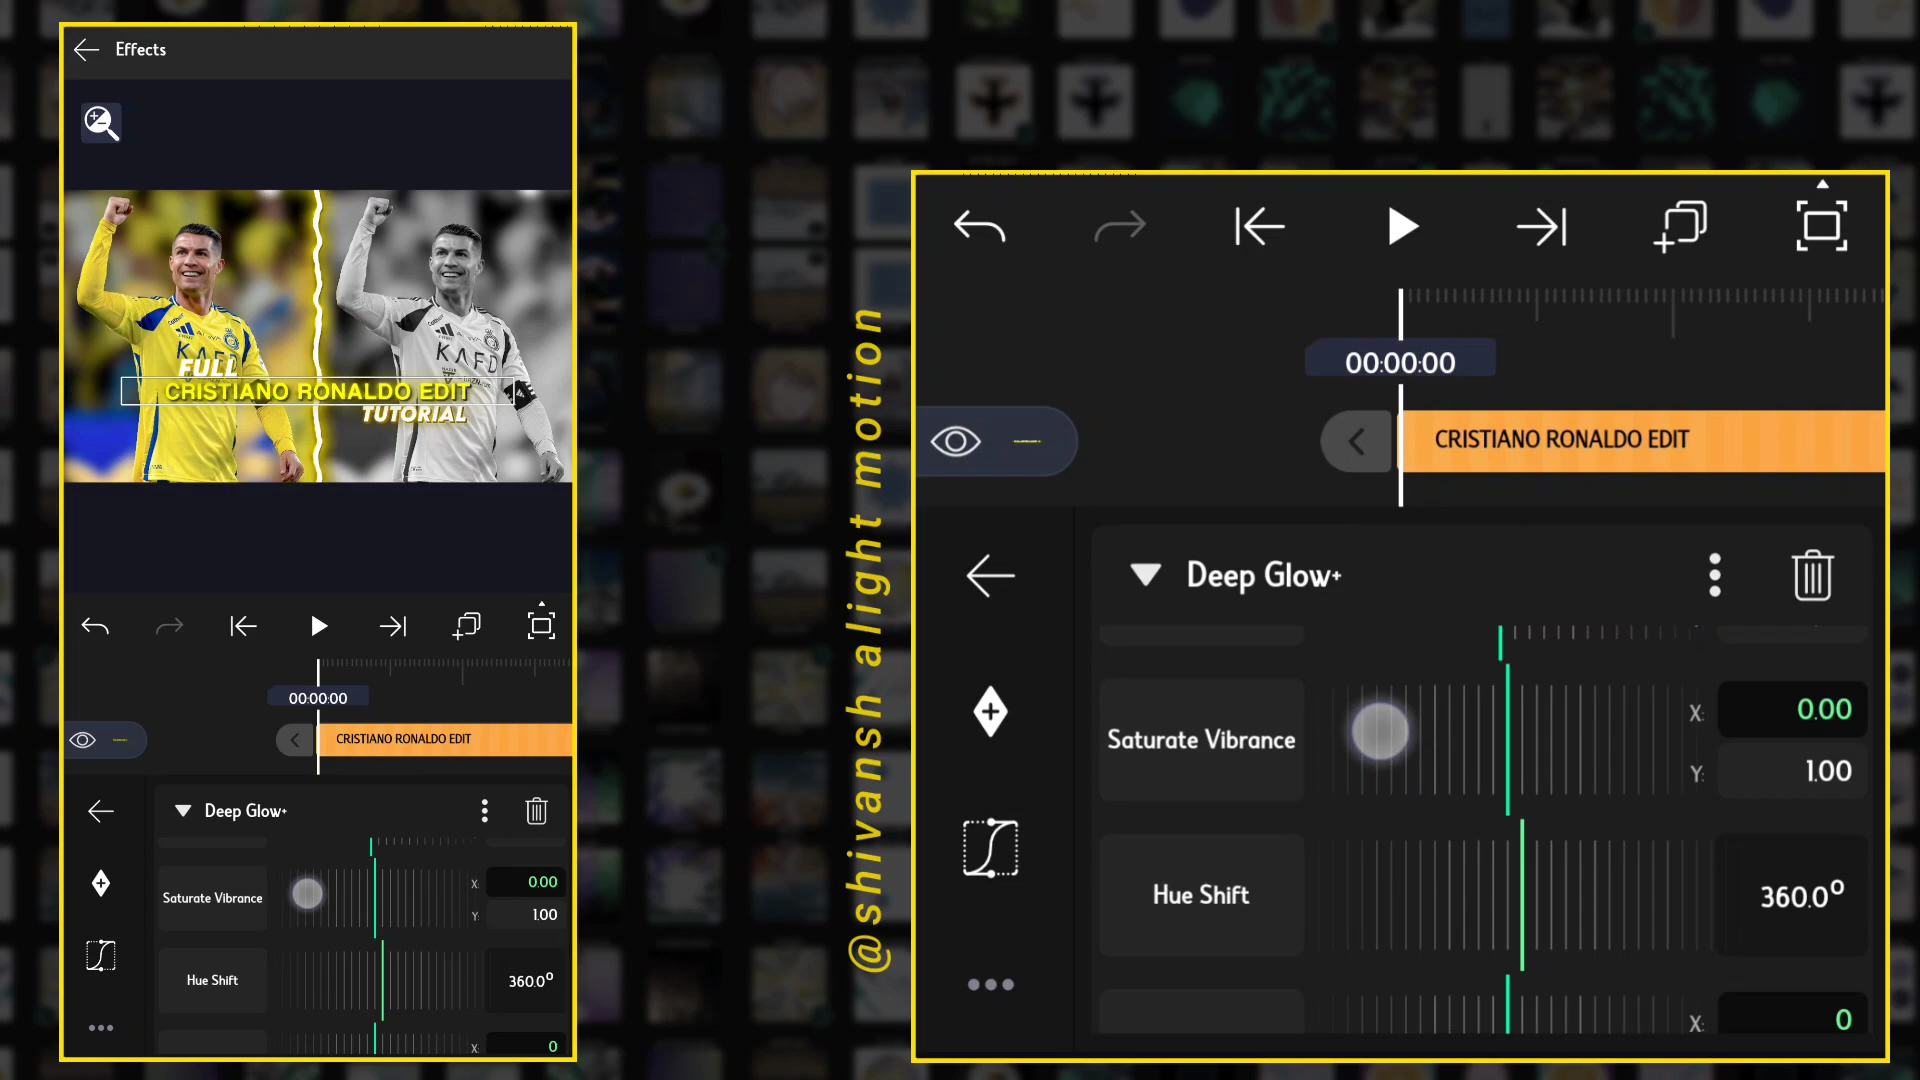 Effects
KAFD
KAFD
FULL
CRISTIANO RONALDO EDIT
TUTORIAL
00:00:00
CRISTIANO RONALDO EDIT
Deep Glow+
Saturate Vibrance
X: 0.00
Y: 1.00
Hue Shift
360.0°
X: 0
@shivansh alight motion
00:00:00
CRISTIANO RONALDO EDIT
Deep Glow+
Saturate Vibrance
X: 0.00
Y: 1.00
Hue Shift
360.0°
X: 0